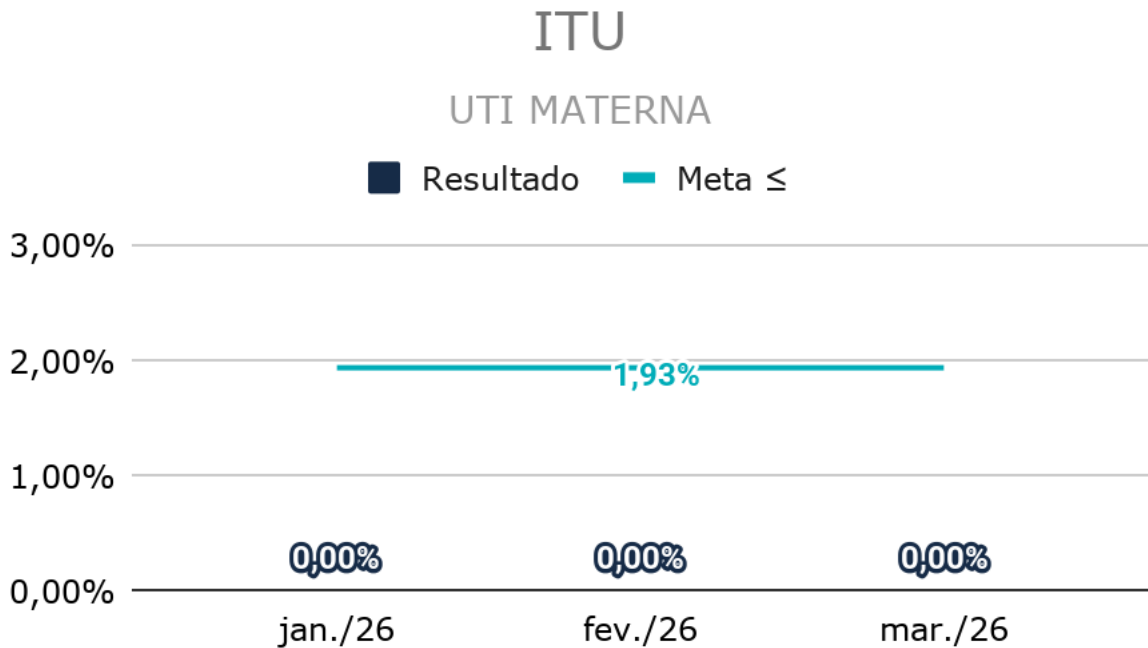 ITU
UTI MATERNA
Resultado Meta ≤
3,00%
2,00%
1,93%
1,00%
0,00% 0,00% 0,00%
0,00%
jan./26 fev./26 mar./26